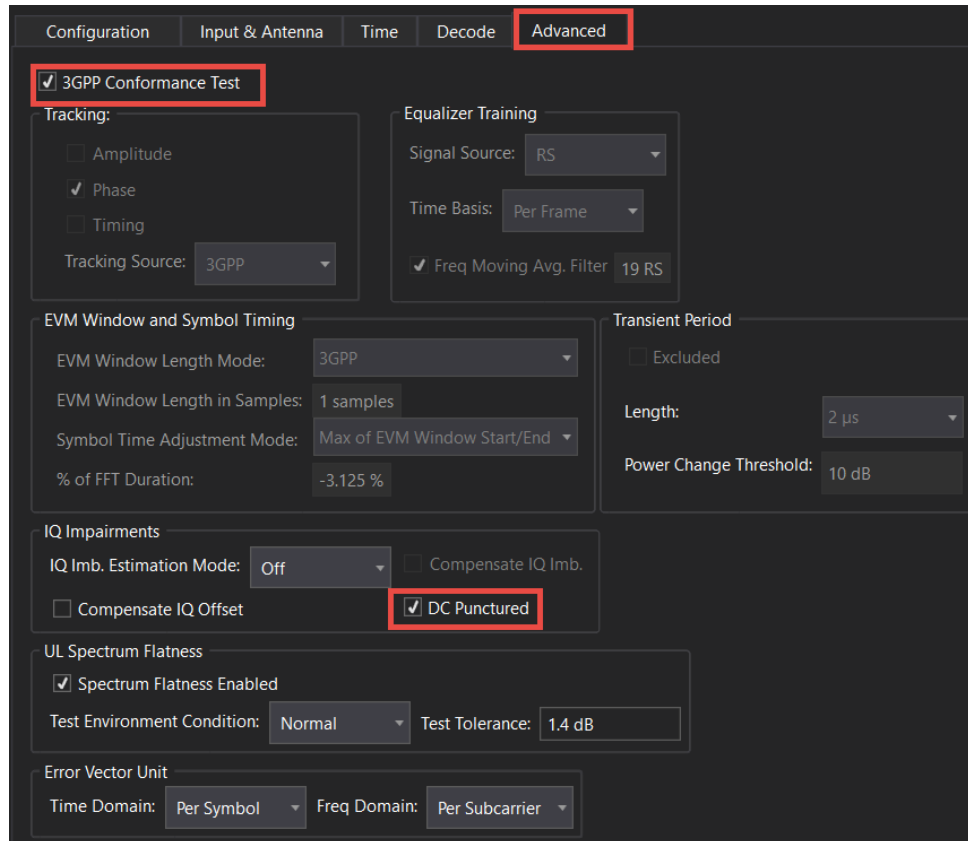 Configuration Input & Antenna Time Decode Advanced
3GPP Conformance Test
Tracking:
Amplitude
Phase
Timing
Tracking Source: 3GPP
Equalizer Training
Signal Source: RS
Time Basis: Per Frame
Freq Moving Avg. Filter 19 RS
EVM Window and Symbol Timing
EVM Window Length Mode: 3GPP
EVM Window Length in Samples: 1 samples
Symbol Time Adjustment Mode: Max of EVM Window Start/End
% of FFT Duration: -3.125 %
Transient Period
Excluded
Length: 2 µs
Power Change Threshold: 10 dB
IQ Impairments
IQ Imb. Estimation Mode: Off Compensate IQ Imb.
Compensate IQ Offset DC Punctured
UL Spectrum Flatness
Spectrum Flatness Enabled
Test Environment Condition: Normal Test Tolerance: 1.4 dB
Error Vector Unit
Time Domain: Per Symbol Freq Domain: Per Subcarrier